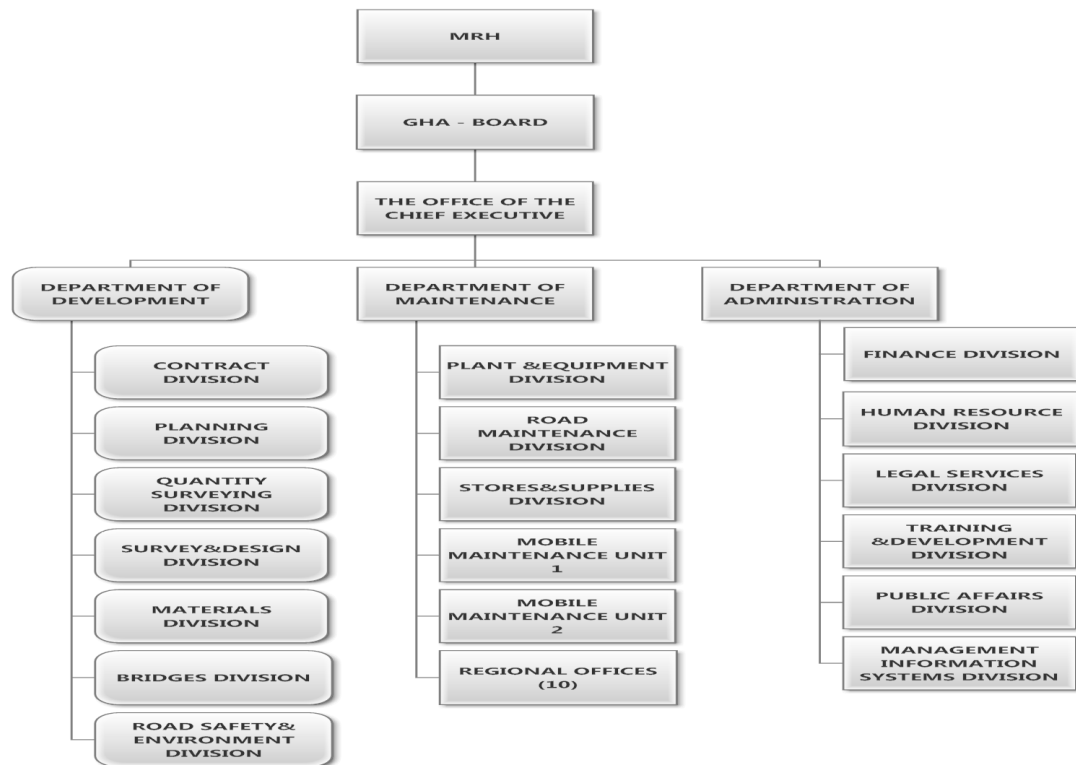 MRH
GHA - BOARD
THE OFFICE OF THE
CHIEF EXECUTIVE
DEPARTMENT OF
DEVELOPMENT
CONTRACT
DIVISION
PLANNING
DIVISION
QUANTITY
SURVEYING
DIVISION
SURVEY&DESIGN
DIVISION
MATERIALS
DIVISION
BRIDGES DIVISION
ROAD SAFETY&
ENVIRONMENT
DIVISION
DEPARTMENT OF
MAINTENANCE
PLANT &EQUIPMENT
DIVISION
ROAD
MAINTENANCE
DIVISION
STORES&SUPPLIES
DIVISION
MOBILE
MAINTENANCE UNIT
1
MOBILE
MAINTENANCE UNIT
2
REGIONAL OFFICES
(10)
DEPARTMENT OF
ADMINISTRATION
FINANCE DIVISION
HUMAN RESOURCE
DIVISION
LEGAL SERVICES
DIVISION
TRAINING
&DEVELOPMENT
DIVISION
PUBLIC AFFAIRS
DIVISION
MANAGEMENT
INFORMATION
SYSTEMS DIVISION